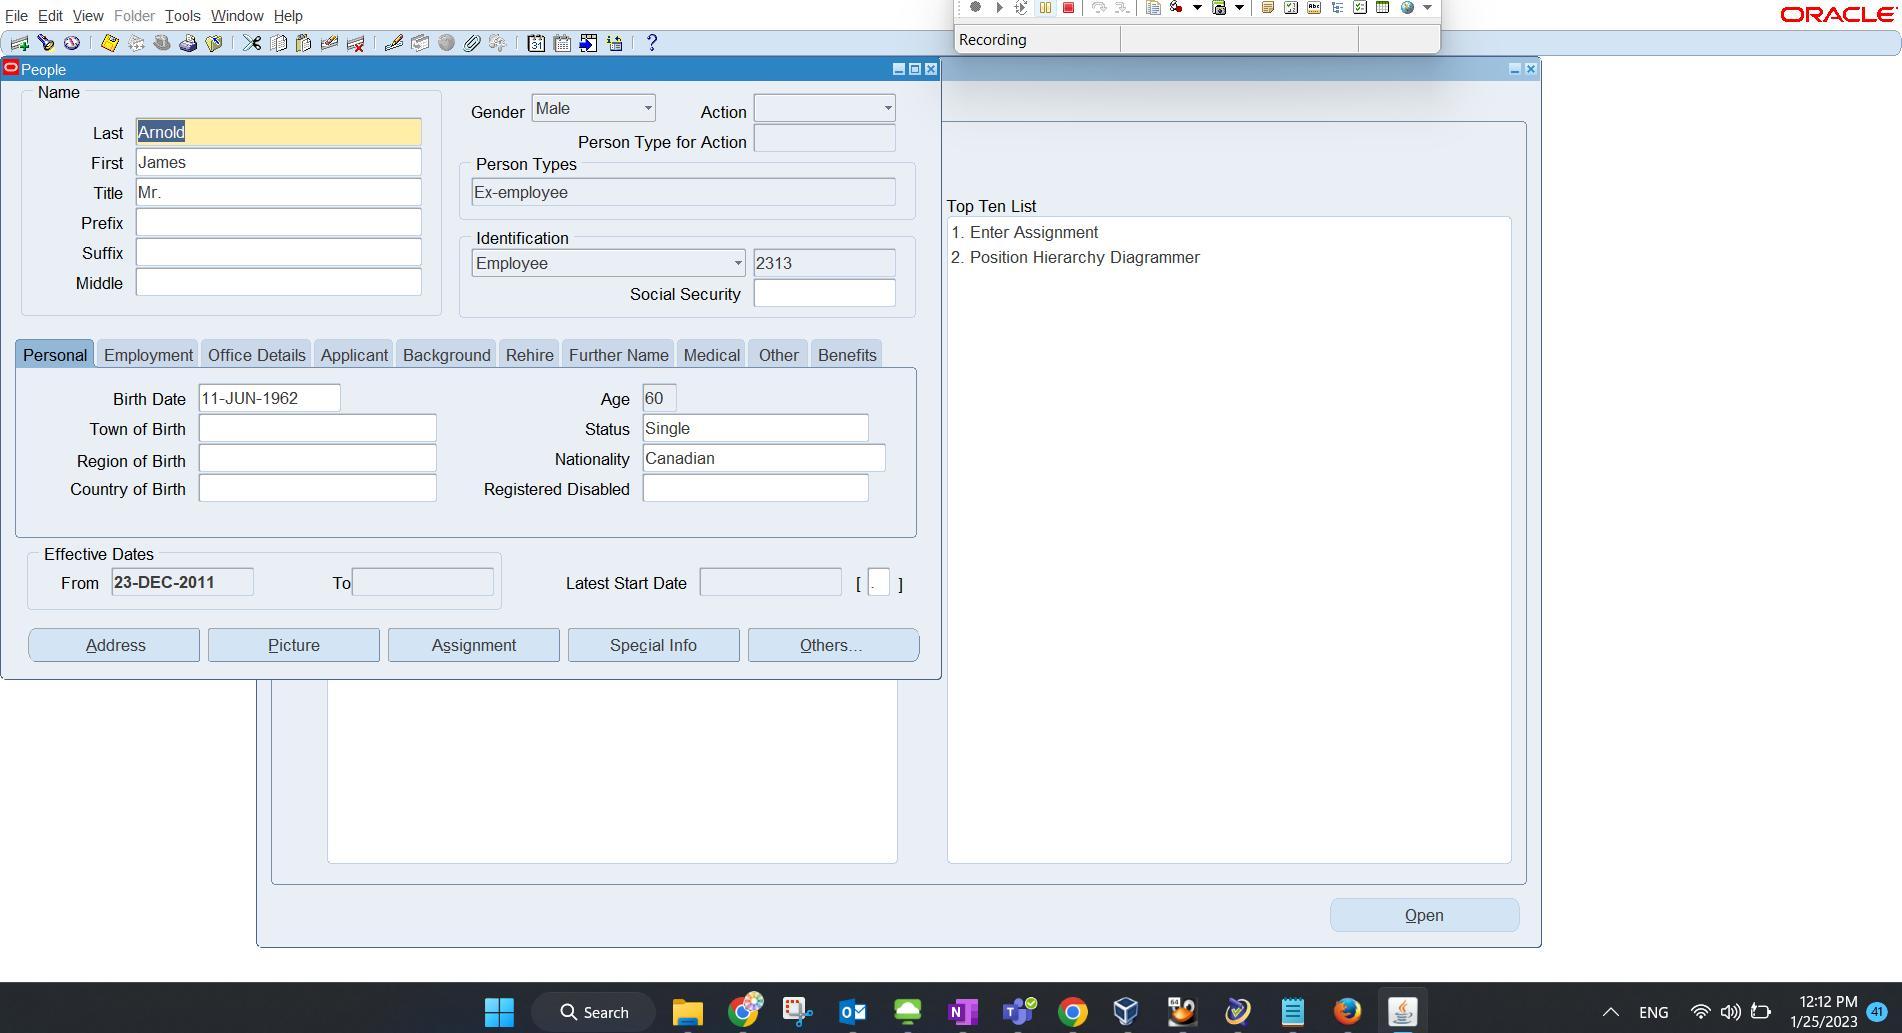 File Edit View Folder Tools Window Help
ORACLE
Recording
People
Name
Last Arnold
First James
Title Mr.
Prefix
Suffix
Middle
Gender Male Action
Person Type for Action
Person Types
Ex-employee
Identification
Employee 2313
Social Security
Personal Employment Office Details Applicant Background Rehire Further Name Medical Other Benefits
Birth Date 11-JUN-1962 Age 60
Town of Birth Status Single
Region of Birth Nationality Canadian
Country of Birth Registered Disabled
Effective Dates
From 23-DEC-2011 To Latest Start Date [ . ]
Address Picture Assignment Special Info Others...
Top Ten List
1. Enter Assignment
2. Position Hierarchy Diagrammer
Open
Search
ENG
12:12 PM
1/25/2023
41